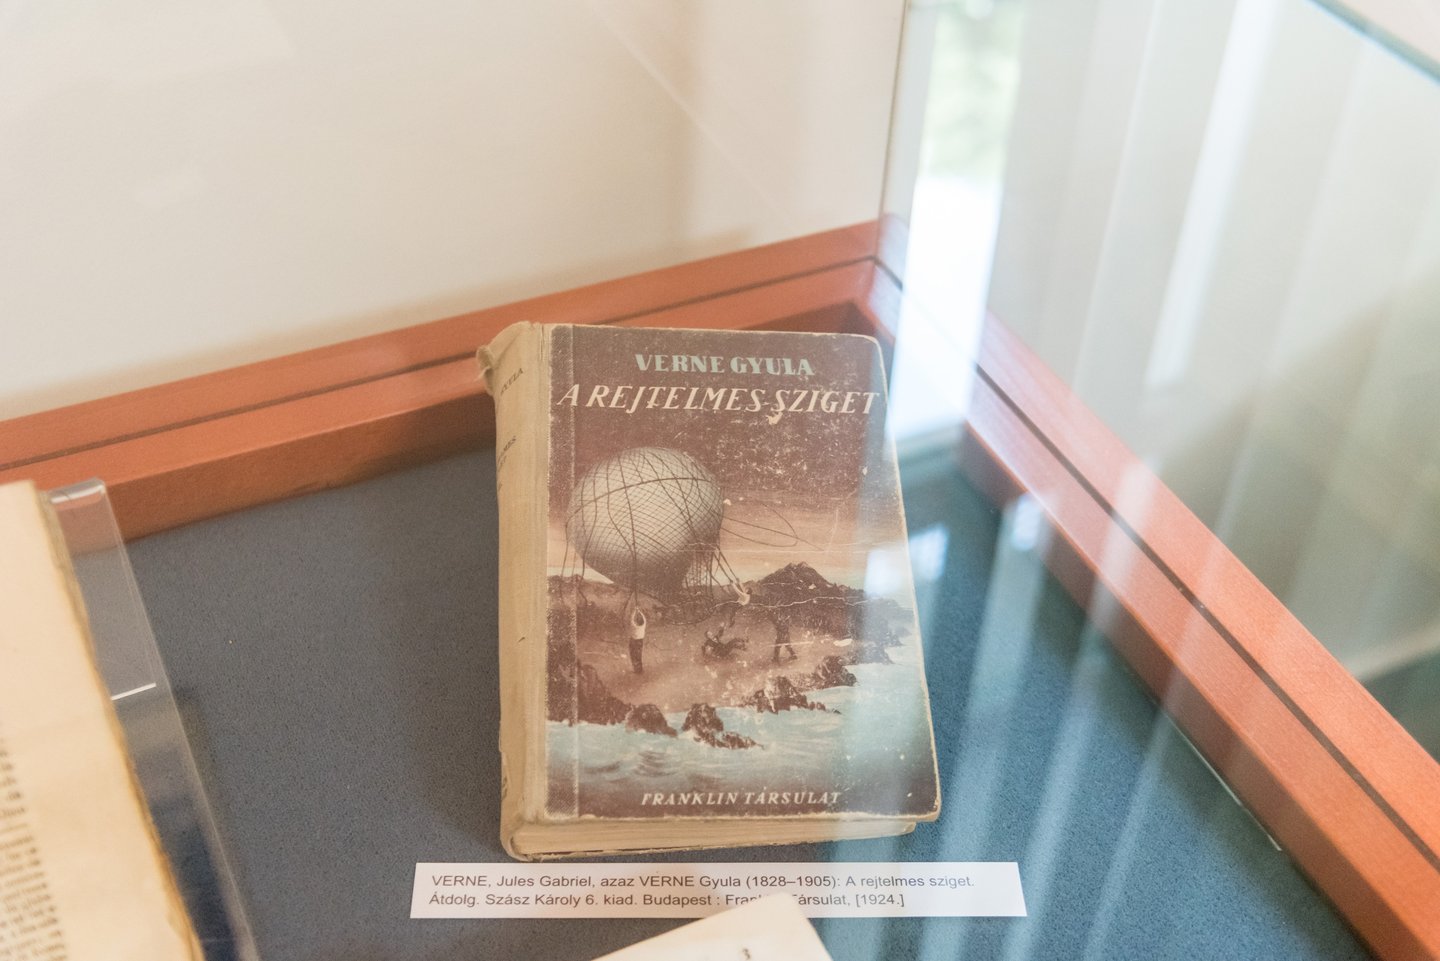 VERNE GYULA
A REJTELMES SZIGET
FRANKLIN TÁRSULAT
VERNE, Jules Gabriel, azaz VERNE Gyula (1828–1905): A rejtelmes sziget.
Átdolg. Szász Károly 6. kiad. Budapest : Társulat, [1924.]
3